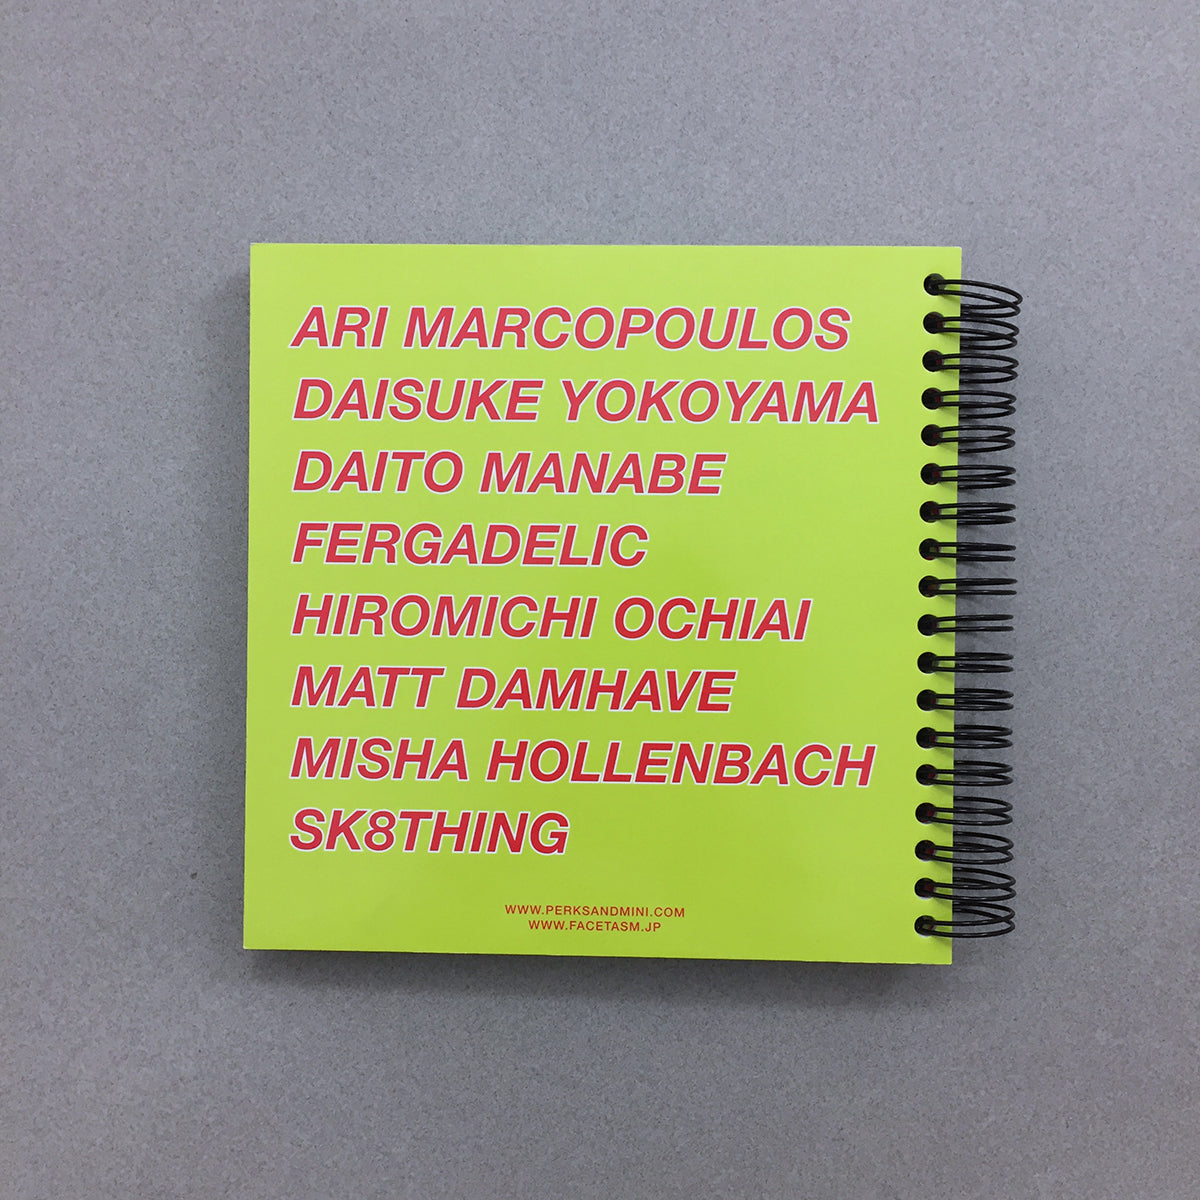 ARI MARCOPOULOS
DAISUKE YOKOYAMA
DAITO MANABE
FERGADELIC
HIROMICHI OCHIAI
MATT DAMHAVE
MISHA HOLLENBACH
SK8THING
WWW.PERKSANDMINI.COM
WWW.FACETASM.JP